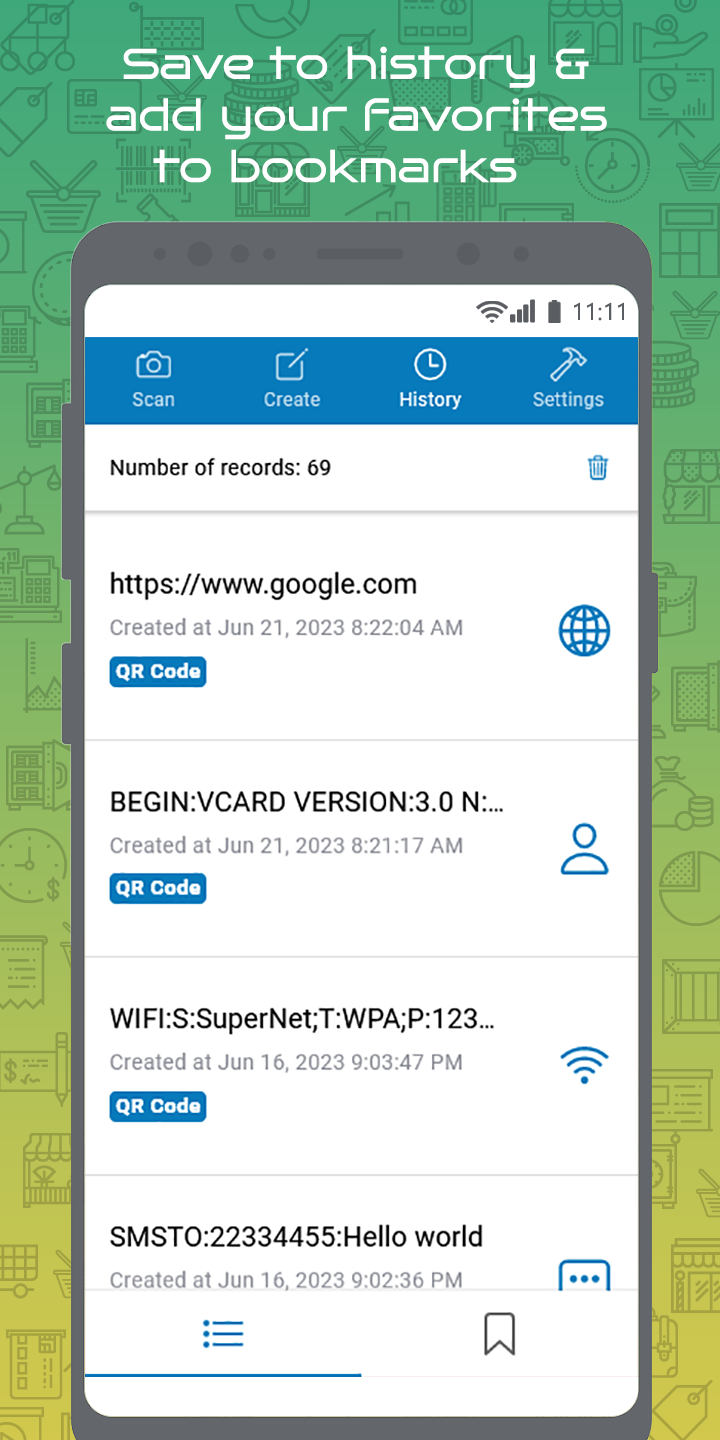 Save to history &
add your favorites
to bookmarks
11:11
Scan Create History Settings
Number of records: 69
https://www.google.com
Created at Jun 21, 2023 8:22:04 AM
QR Code
BEGIN:VCARD VERSION:3.0 N:...
Created at Jun 21, 2023 8:21:17 AM
QR Code
WIFI:S:SuperNet;T:WPA;P:123...
Created at Jun 16, 2023 9:03:47 PM
QR Code
SMSTO:22334455:Hello world
Created at Jun 16, 2023 9:02:36 PM